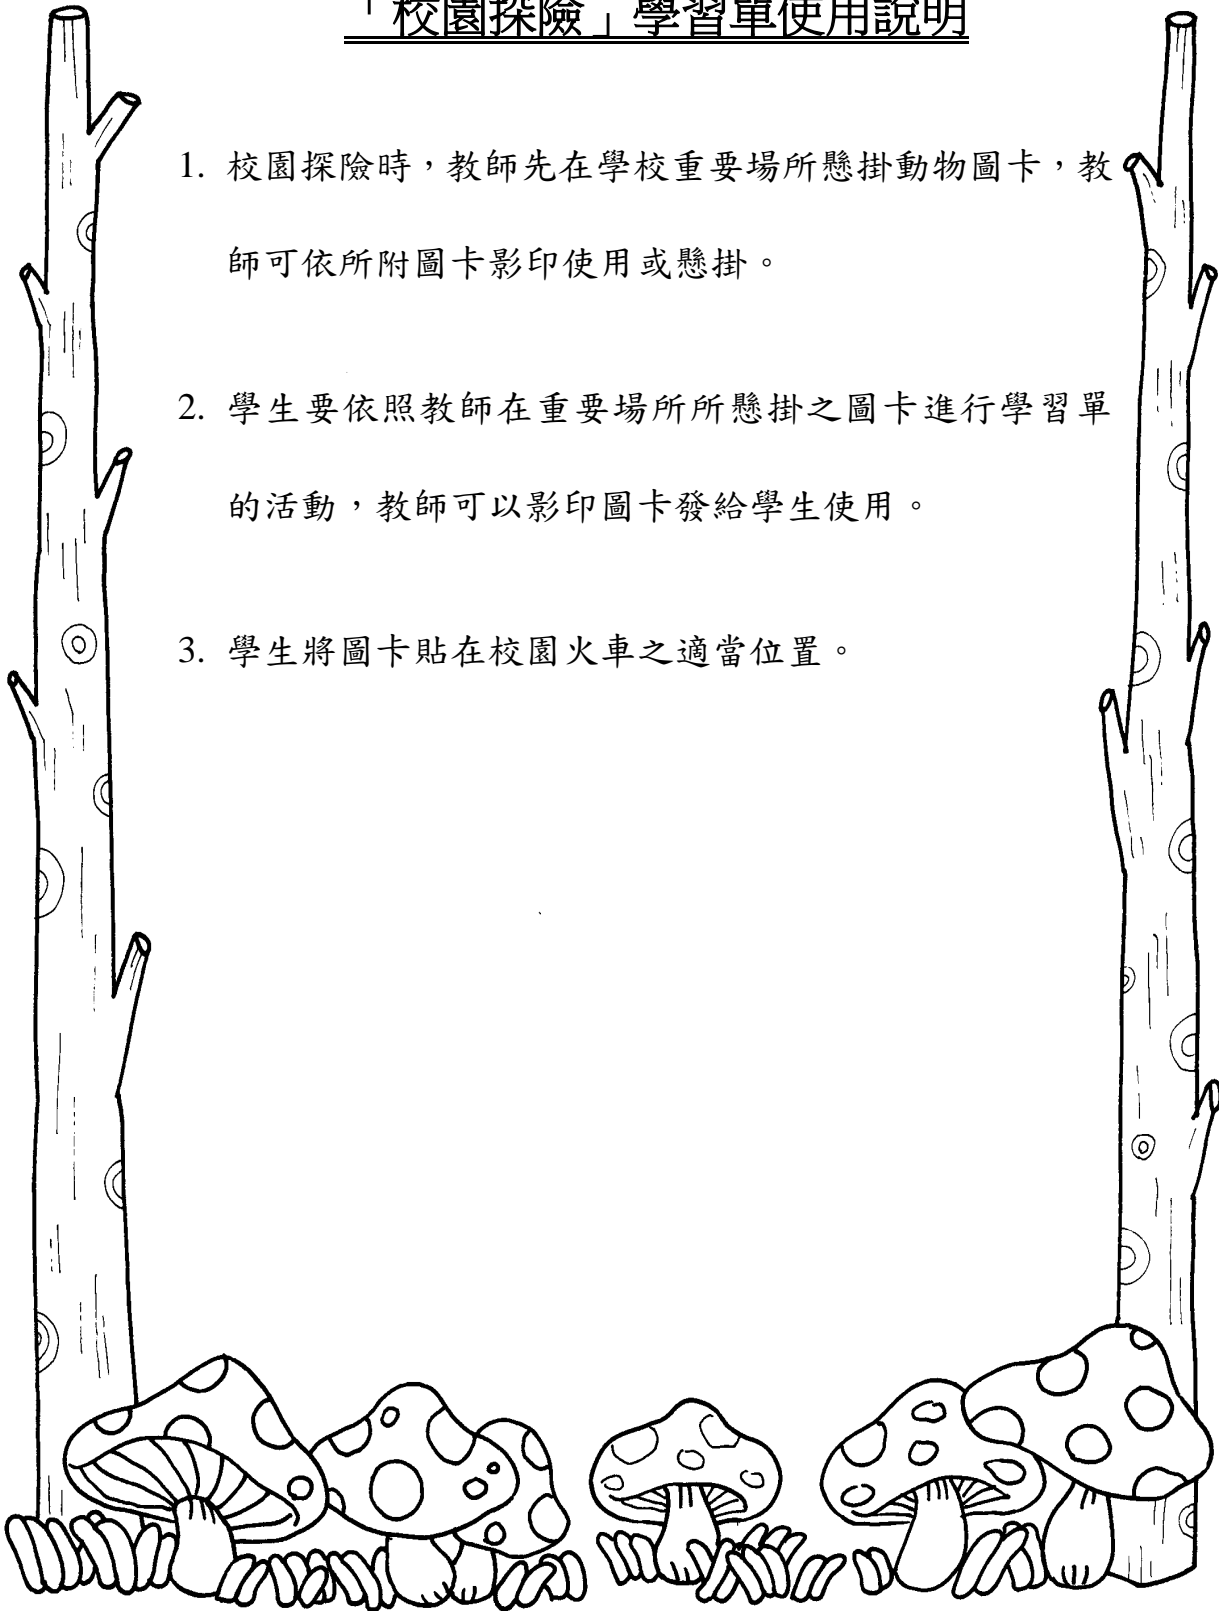 「校園探險」學習單使用說明
1. 校園探險時，教師先在學校重要場所懸掛動物圖卡，教
師可依所附圖卡影印使用或懸掛。
2. 學生要依照教師在重要場所所懸掛之圖卡進行學習單
的活動，教師可以影印圖卡發給學生使用。
3. 學生將圖卡貼在校園火車之適當位置。